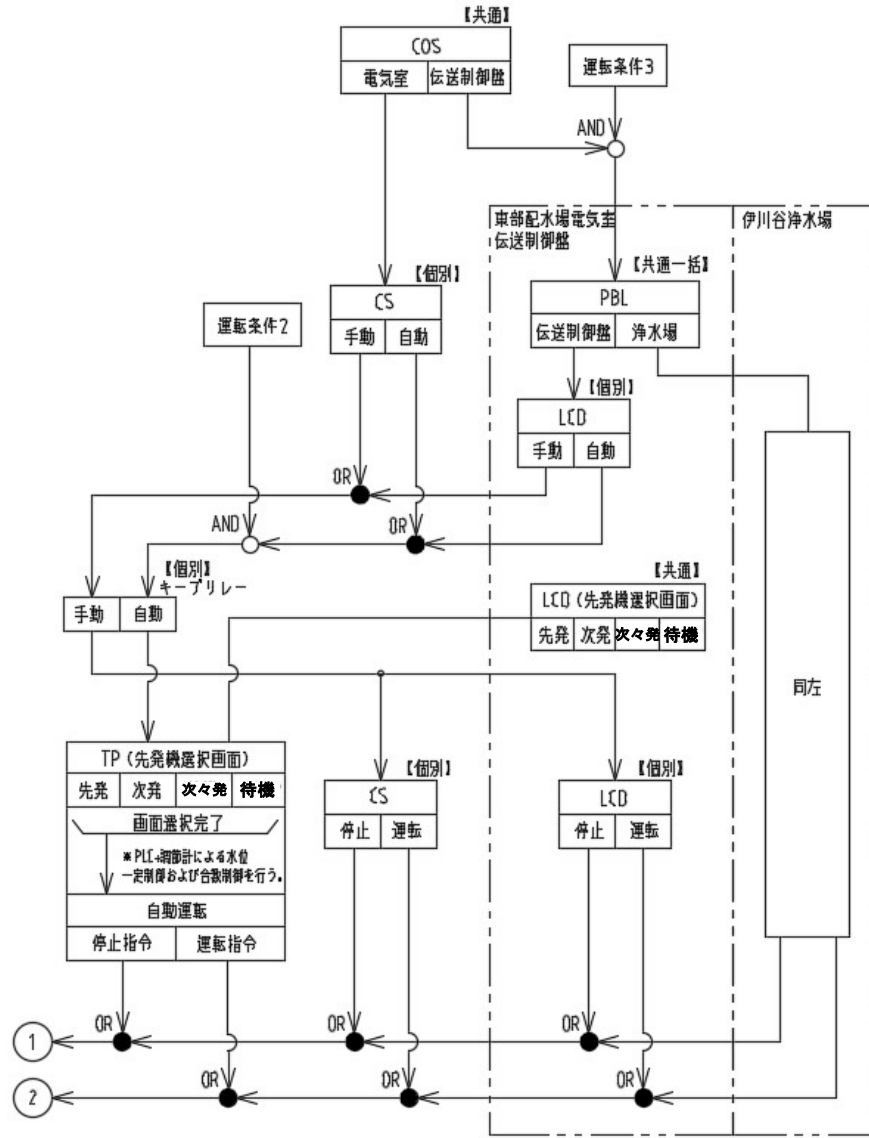 【共通】
COS
電気室 伝送制御盤
運転条件3
AND
東部配水場電気室
伝送制御盤
伊川谷浄水場
【共通一括】
PBL
伝送制御盤 浄水場
【個別】
CS
手動 自動
運転条件2
【個別】
LCD
手動 自動
OR
OR
AND
【個別】
キープリレー
手動 自動
【共通】
LCD(先発機選択画面)
先発 次発 次々発 待機
同左
TP(先発機選択画面)
先発 次発 次々発 待機
画面選択完了
※PLC+調節計による水位
一定制御および台数制御を行う。
自動運転
停止指令 運転指令
【個別】
CS
停止 運転
【個別】
LCD
停止 運転
OR
OR
OR
1
OR
OR
OR
2